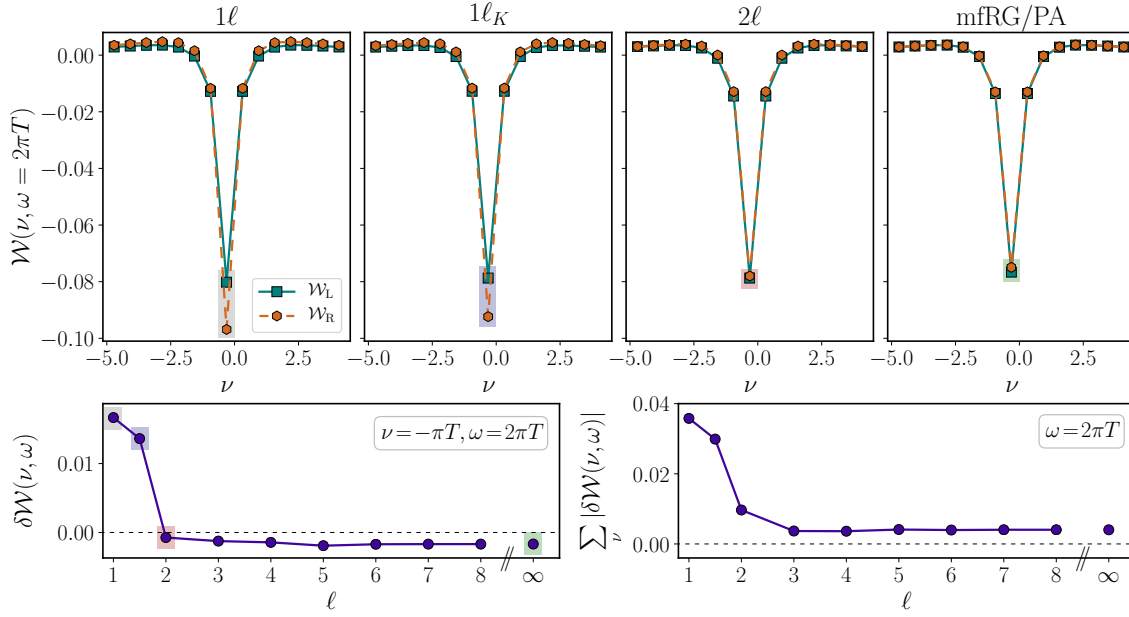 1ℓ
1ℓ_K
2ℓ
mfRG/PA
𝒲(ν, ω = 2πT)
0.00
−0.02
−0.04
−0.06
−0.08
−0.10
𝒲_L
𝒲_R
−5.0 −2.5 0.0 2.5
−5.0 −2.5 0.0 2.5
−5.0 −2.5 0.0 2.5
−5.0 −2.5 0.0 2.5
ν
ν
ν
ν
δ𝒲(ν, ω)
0.01
0.00
ν=−πT, ω=2πT
1 2 3 4 5 6 7 8 // ∞
ℓ
∑_ν |δ𝒲(ν, ω)|
0.04
0.02
0.00
ω=2πT
1 2 3 4 5 6 7 8 // ∞
ℓ